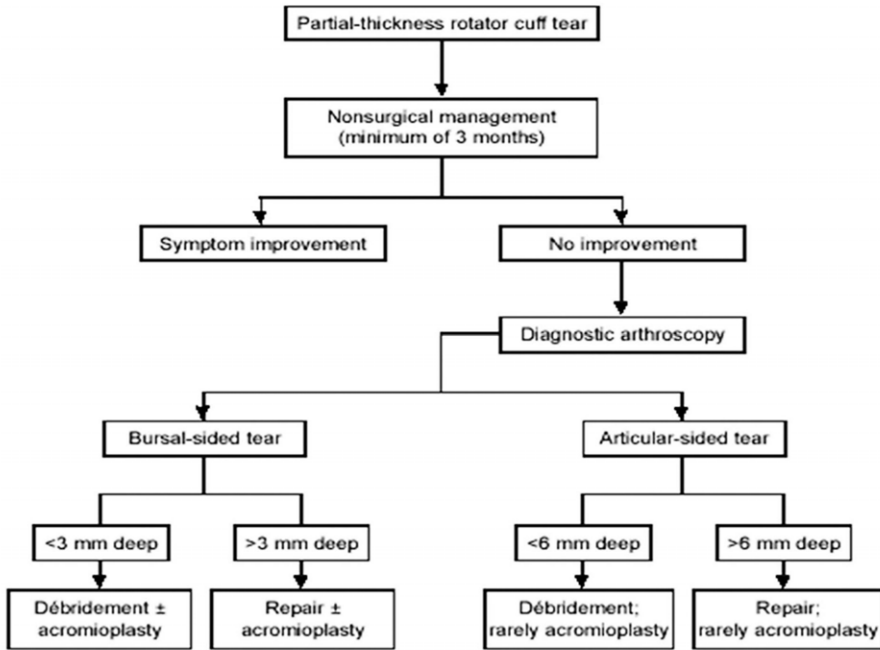 Partial-thickness rotator cuff tear
Nonsurgical management
(minimum of 3 months)
Symptom improvement
No improvement
Diagnostic arthroscopy
Bursal-sided tear
Articular-sided tear
<3 mm deep
>3 mm deep
<6 mm deep
>6 mm deep
Débridement ±
acromioplasty
Repair ±
acromioplasty
Débridement;
rarely acromioplasty
Repair;
rarely acromioplasty